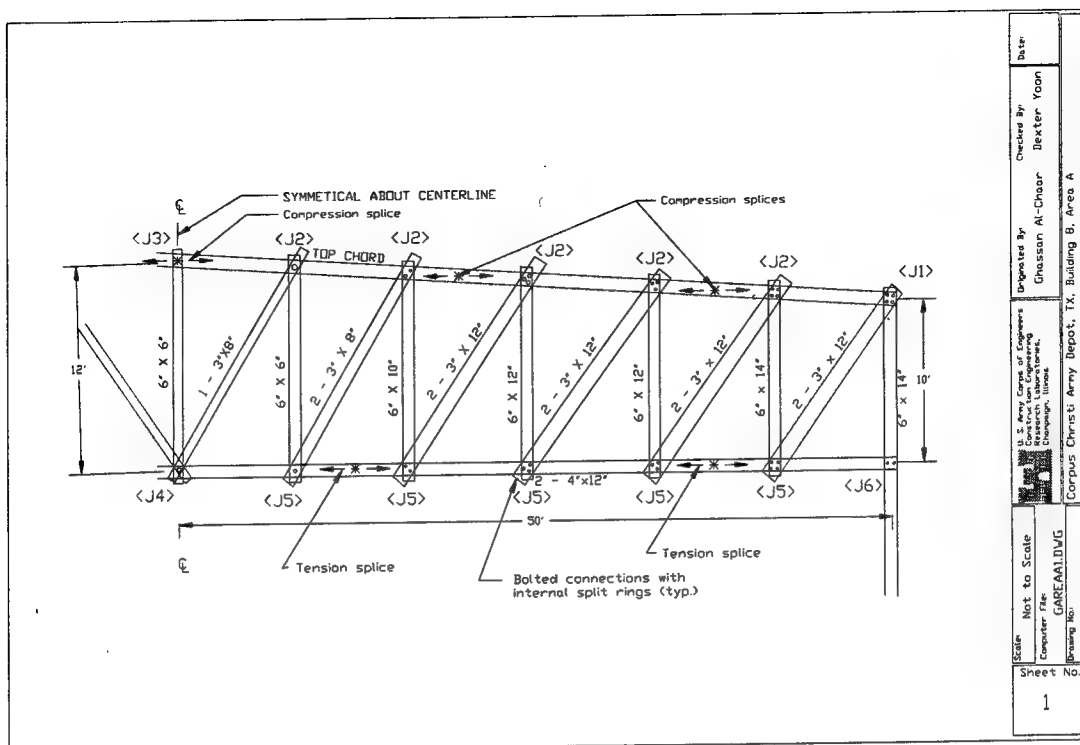 SYMMETICAL ABOUT CENTERLINE
Compression splice
Compression splices
<J3>
<J2>
<J2>
<J2>
<J2>
<J2>
<J1>
TOP CHORD
12'
6" X 6"
1 - 3"X8"
6" X 6"
2 - 3" X 8"
6" X 10"
2 - 3" X 12"
6" X 12"
2 - 3" X 12"
6" X 12"
2 - 3" X 12"
6" X 14"
2 - 3" X 12"
6" X 14"
10'
<J4>
<J5>
<J5>
<J5>
2 - 4"x12"
<J5>
<J5>
<J6>
50'
Tension splice
Tension splice
Bolted connections with
internal split rings (typ.)
Date:
Checked By:
Dexter Yoon
Originated By:
Ghassan Al-Chaar
U. S. Army Corps of Engineers
Construction Engineering
Research Laboratories,
Champaign, Illinois
Corpus Christi Army Depot, TX, Building 8, Area A
Scale:
Not to Scale
Computer File:
GAREAA1.DWG
Drawing No.:
Sheet No.
1